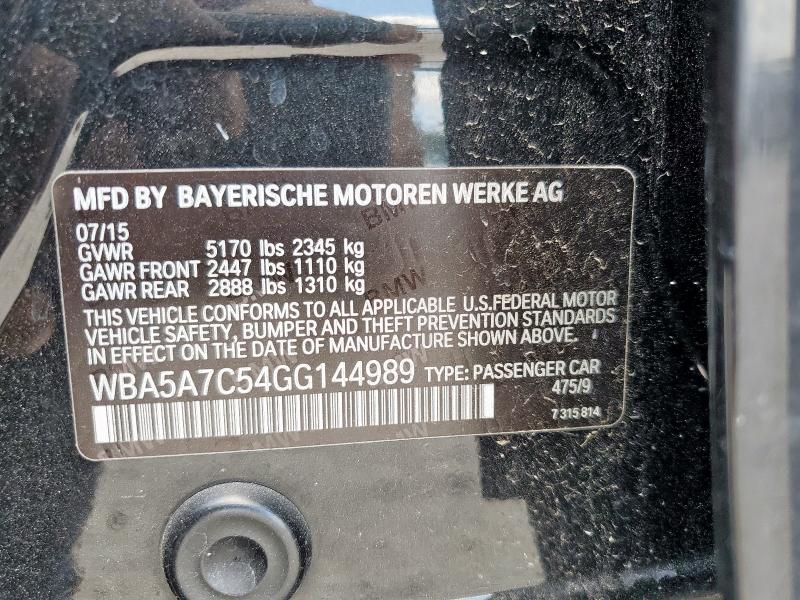 MFD BY BAYERISCHE MOTOREN WERKE AG
07/15
GVWR 5170 lbs 2345 kg
GAWR FRONT 2447 lbs 1110 kg
GAWR REAR 2888 lbs 1310 kg
THIS VEHICLE CONFORMS TO ALL APPLICABLE U.S.FEDERAL MOTOR
VEHICLE SAFETY, BUMPER AND THEFT PREVENTION STANDARDS
IN EFFECT ON THE DATE OF MANUFACTURE SHOWN ABOVE.
WBA5A7C54GG144989 TYPE: PASSENGER CAR
475/9
7 315 814